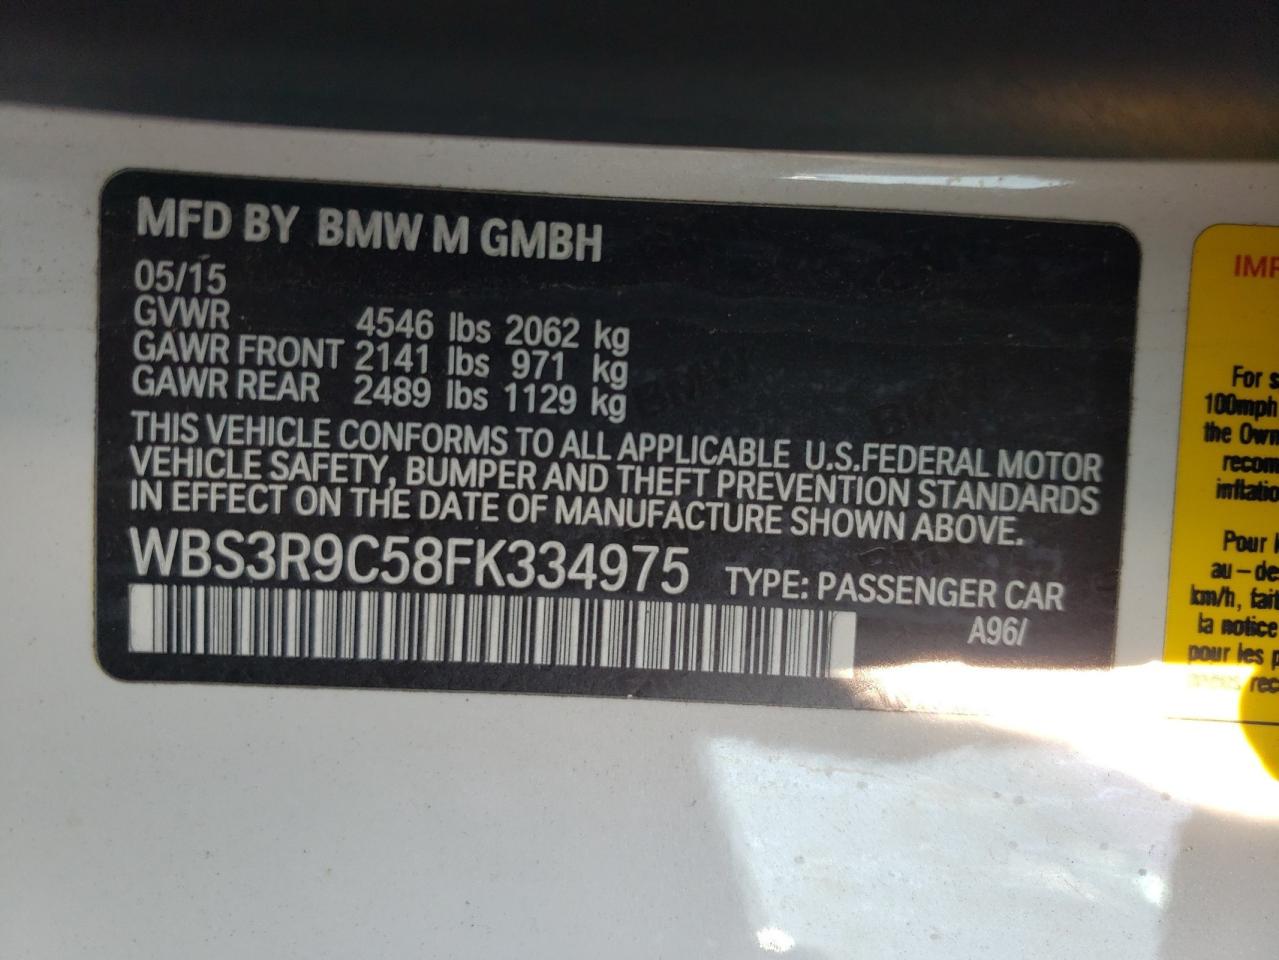 MFD BY BMW M GMBH
05/15
GVWR 4546 lbs 2062 kg
GAWR FRONT 2141 lbs 971 kg
GAWR REAR 2489 lbs 1129 kg
THIS VEHICLE CONFORMS TO ALL APPLICABLE U.S.FEDERAL MOTOR
VEHICLE SAFETY, BUMPER AND THEFT PREVENTION STANDARDS
IN EFFECT ON THE DATE OF MANUFACTURE SHOWN ABOVE.
WBS3R9C58FK334975 TYPE: PASSENGER CAR
A96/
IMP
For s
100mph
the Own
recom
inflatio
Pour
au-de
km/h, fait
la notice
pour les p
rec